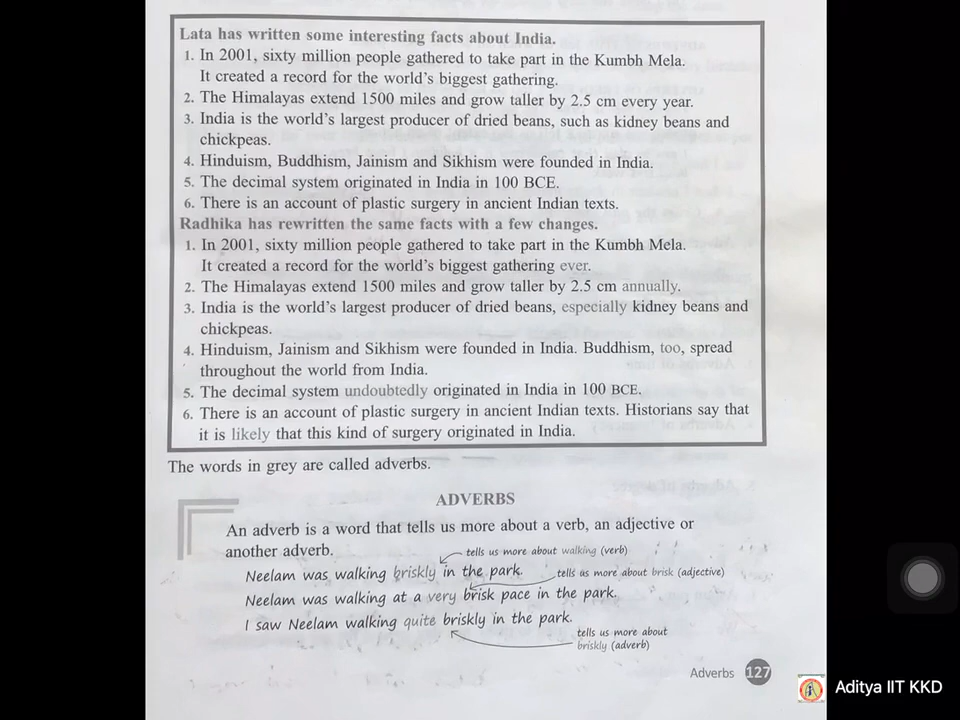 Lata has written some interesting facts about India.
1. In 2001, sixty million people gathered to take part in the Kumbh Mela.
It created a record for the world's biggest gathering.
2. The Himalayas extend 1500 miles and grow taller by 2.5 cm every year.
3. India is the world's largest producer of dried beans, such as kidney beans and
chickpeas.
4. Hinduism, Buddhism, Jainism and Sikhism were founded in India.
5. The decimal system originated in India in 100 BCE.
6. There is an account of plastic surgery in ancient Indian texts.
Radhika has rewritten the same facts with a few changes.
1. In 2001, sixty million people gathered to take part in the Kumbh Mela.
It created a record for the world's biggest gathering ever.
2. The Himalayas extend 1500 miles and grow taller by 2.5 cm annually.
3. India is the world's largest producer of dried beans, especially kidney beans and
chickpeas.
4. Hinduism, Jainism and Sikhism were founded in India. Buddhism, too, spread
throughout the world from India.
5. The decimal system undoubtedly originated in India in 100 BCE.
6. There is an account of plastic surgery in ancient Indian texts. Historians say that
it is likely that this kind of surgery originated in India.
The words in grey are called adverbs.
ADVERBS
An adverb is a word that tells us more about a verb, an adjective or
another adverb.
tells us more about walking (verb)
Neelam was walking briskly in the park.
tells us more about brisk (adjective)
Neelam was walking at a very brisk pace in the park.
I saw Neelam walking quite briskly in the park.
tells us more about
briskly (adverb)
Adverbs 127
Aditya IIT KKD